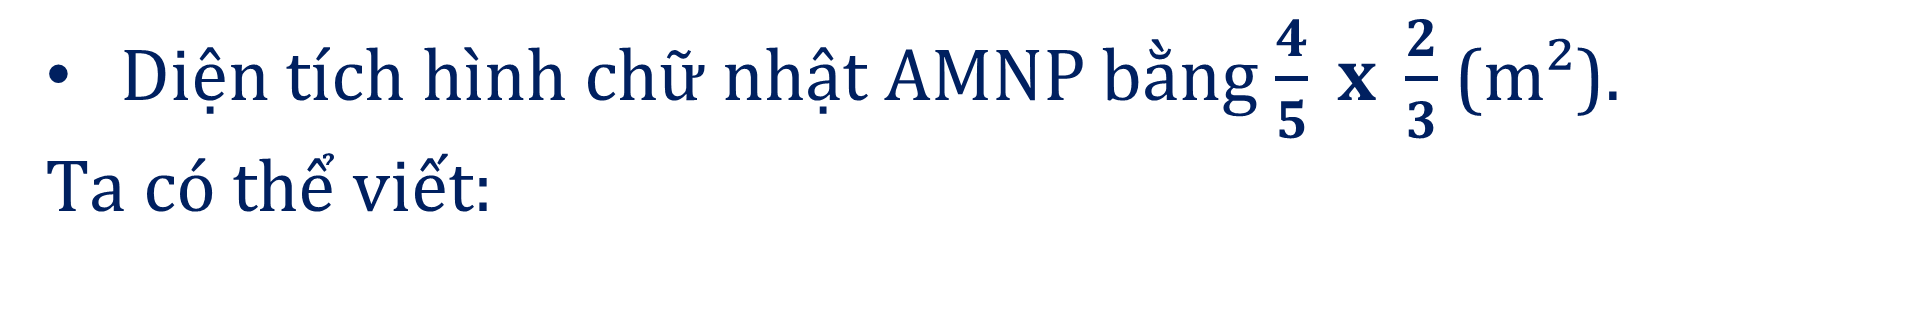 • Diện tích hình chữ nhật AMNP bằng 4/5 x 2/3 (m²).
Ta có thể viết: